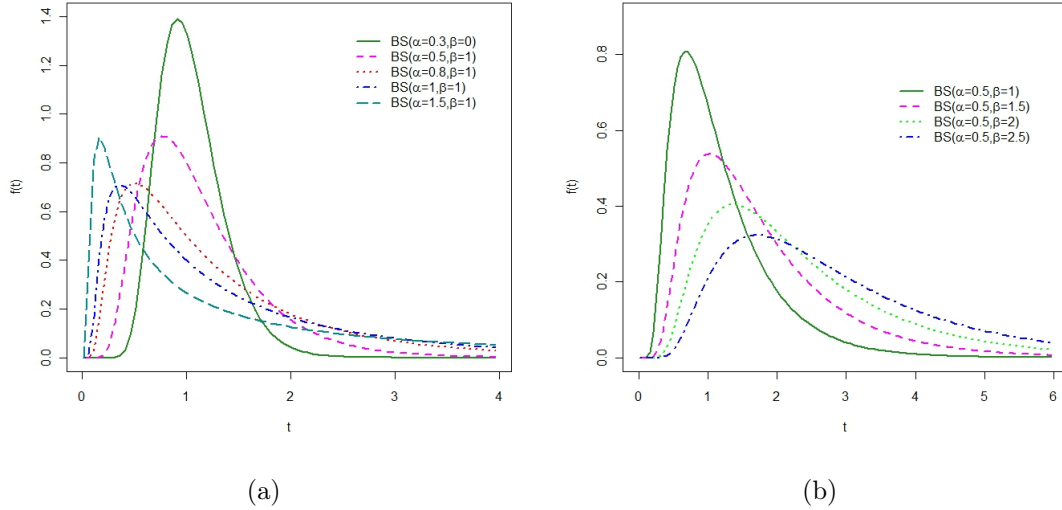 BS(α=0.3,β=0)
BS(α=0.5,β=1)
BS(α=0.8,β=1)
BS(α=1,β=1)
BS(α=1.5,β=1)
f(t)
0.0 0.2 0.4 0.6 0.8 1.0 1.2 1.4
0 1 2 3 4
t
(a)
BS(α=0.5,β=1)
BS(α=0.5,β=1.5)
BS(α=0.5,β=2)
BS(α=0.5,β=2.5)
f(t)
0.0 0.2 0.4 0.6 0.8
0 1 2 3 4 5 6
t
(b)